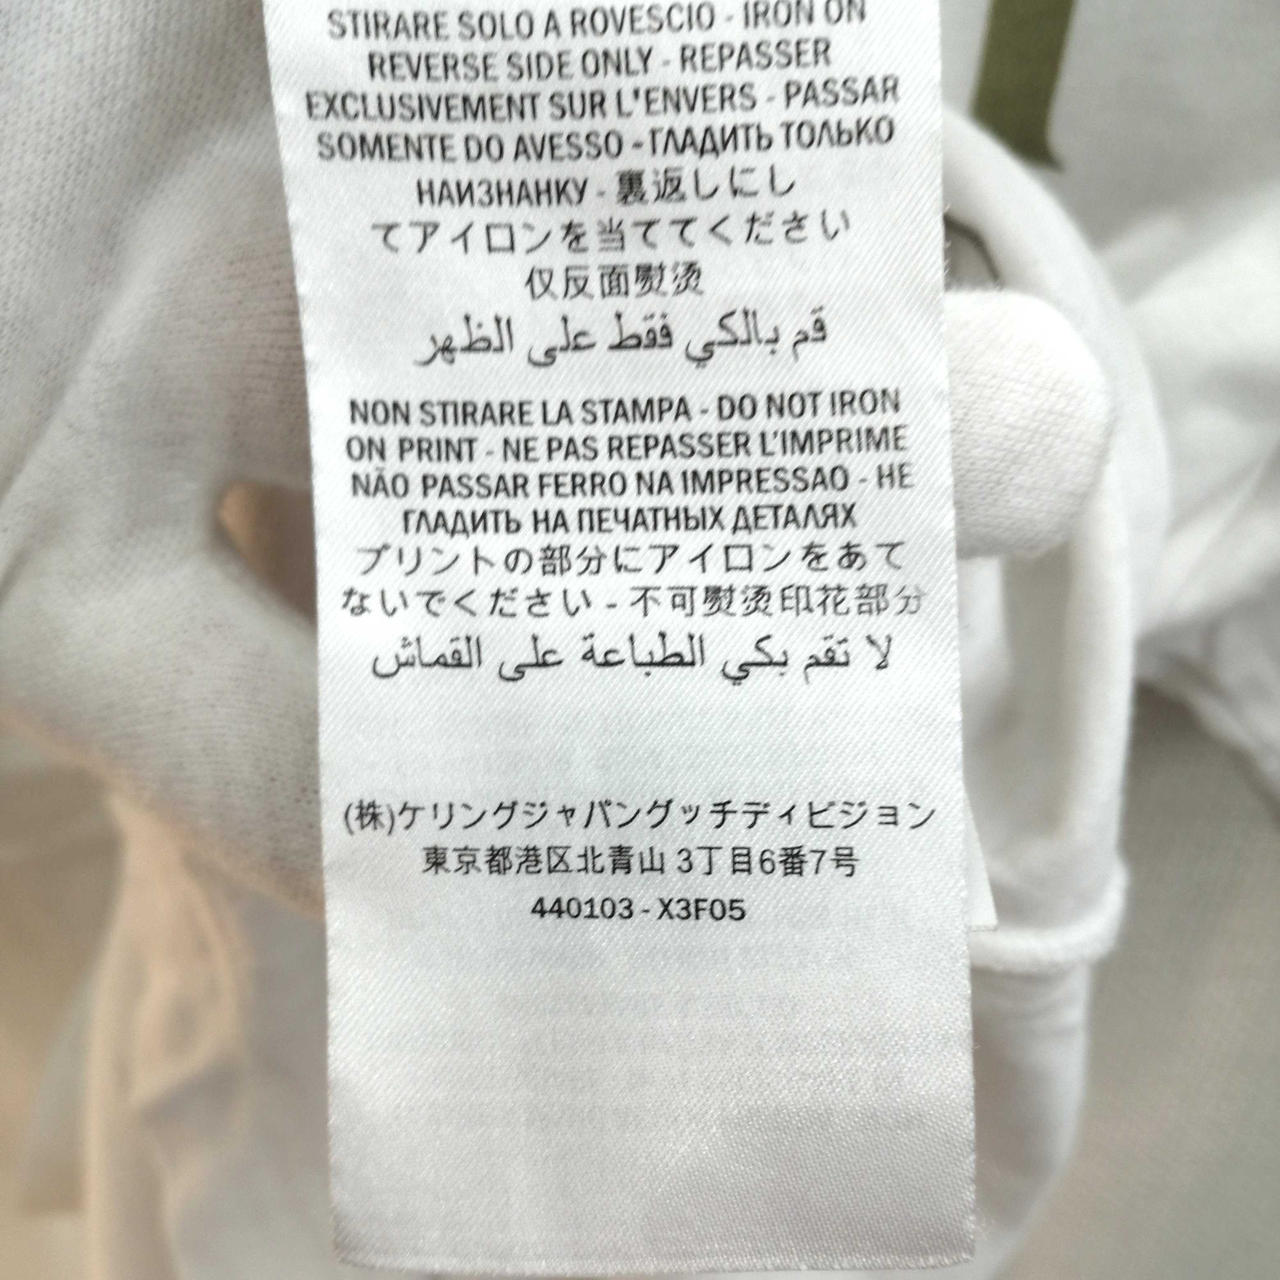 STIRARE SOLO A ROVESCIO - IRON ON
REVERSE SIDE ONLY - REPASSER
EXCLUSIVEMENT SUR L'ENVERS - PASSAR
SOMENTE DO AVESSO - ГЛАДИТЬ ТОЛЬКО
НАИЗНАНКУ - 裏返しにし
てアイロンを当ててください
仅反面熨烫
قم بالكي فقط على الظهر
NON STIRARE LA STAMPA - DO NOT IRON
ON PRINT - NE PAS REPASSER L'IMPRIME
NÃO PASSAR FERRO NA IMPRESSAO - НЕ
ГЛАДИТЬ НА ПЕЧАТНЫХ ДЕТАЛЯХ
プリントの部分にアイロンをあて
ないでください - 不可熨烫印花部分
لا تقم بكي الطباعة على القماش
(株)ケリングジャパングッチディビジョン
東京都港区北青山 3丁目6番7号
440103 - X3F05